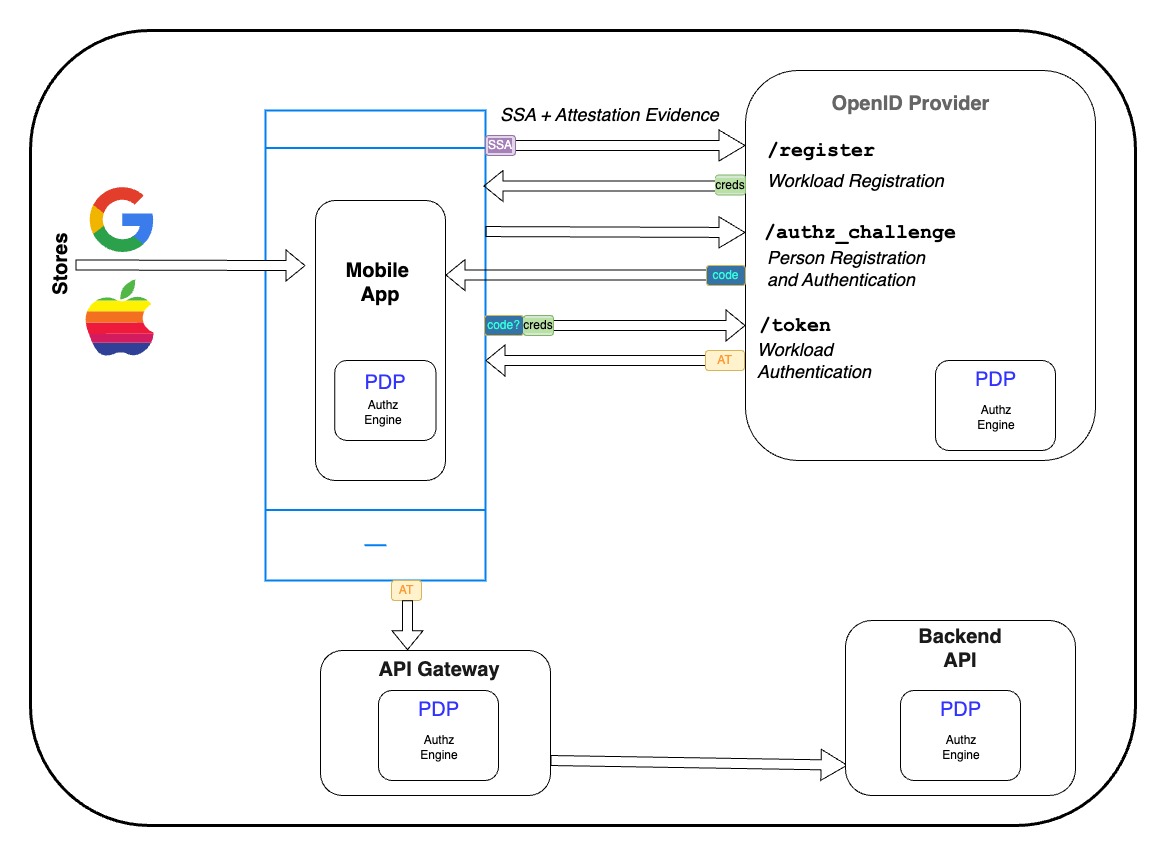 OpenID Provider
SSA + Attestation Evidence
SSA
/register
creds
Workload Registration
Stores
/authz_challenge
Person Registration
and Authentication
code
Mobile
App
code?
creds
/token
Workload
Authentication
AT
PDP
Authz
Engine
PDP
Authz
Engine
AT
API Gateway
PDP
Authz
Engine
Backend
API
PDP
Authz
Engine